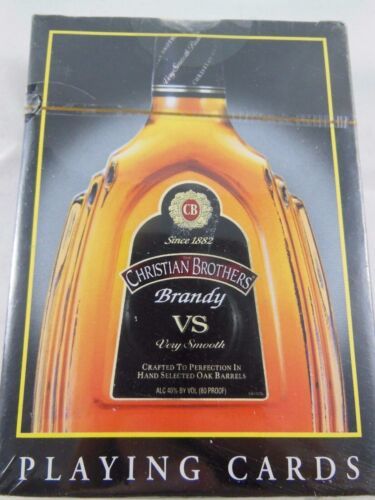 CB
Since 1882
CHRISTIAN BROTHERS
Brandy
VS
Very Smooth
CRAFTED TO PERFECTION IN
HAND SELECTED OAK BARRELS
ALC 40% BY VOL (80 PROOF)
PLAYING CARDS